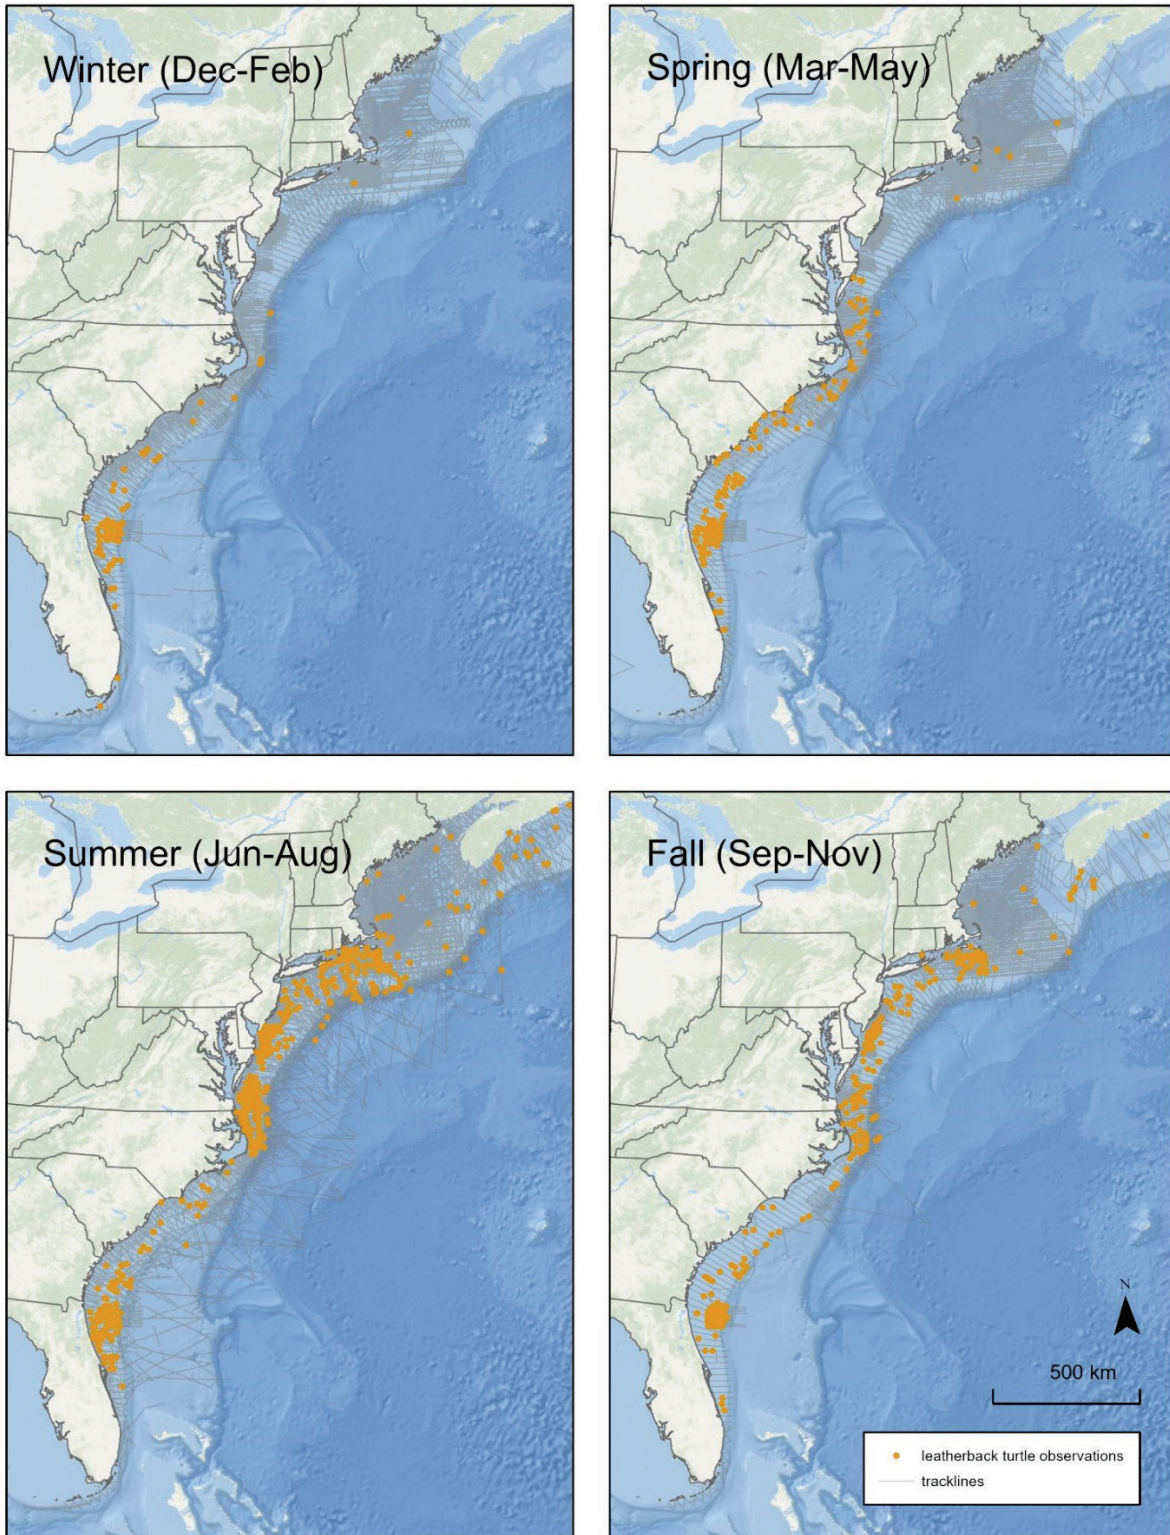 Winter (Dec-Feb)
Spring (Mar-May)
Summer (Jun-Aug)
Fall (Sep-Nov)
N
500 km
leatherback turtle observations
tracklines